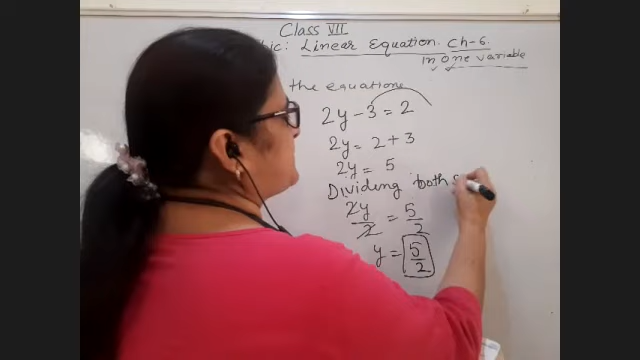 Class VII
: Linear Equation. Ch-6.
in one variable
the equations
2y - 3 = 2
2y = 2 + 3
2y = 5
Dividing both s
2y/2 = 5/2
y = 5/2